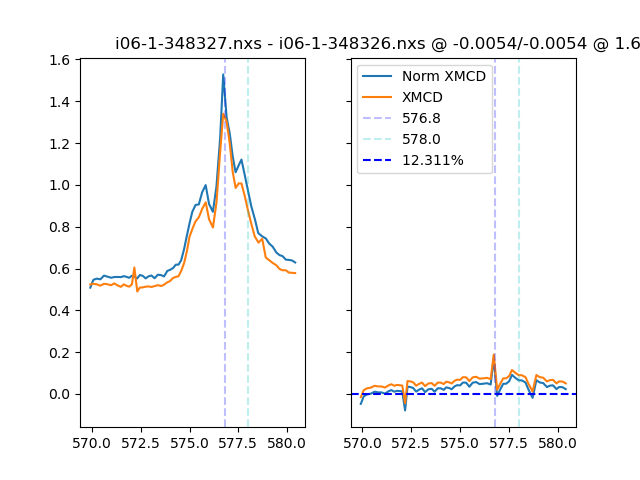 i06-1-348327.nxs - i06-1-348326.nxs @ -0.0054/-0.0054 @ 1.6
1.6
1.4
1.2
1.0
0.8
0.6
0.4
0.2
0.0
570.0 572.5 575.0 577.5 580.0
Norm XMCD
XMCD
576.8
578.0
12.311%
570.0 572.5 575.0 577.5 580.0